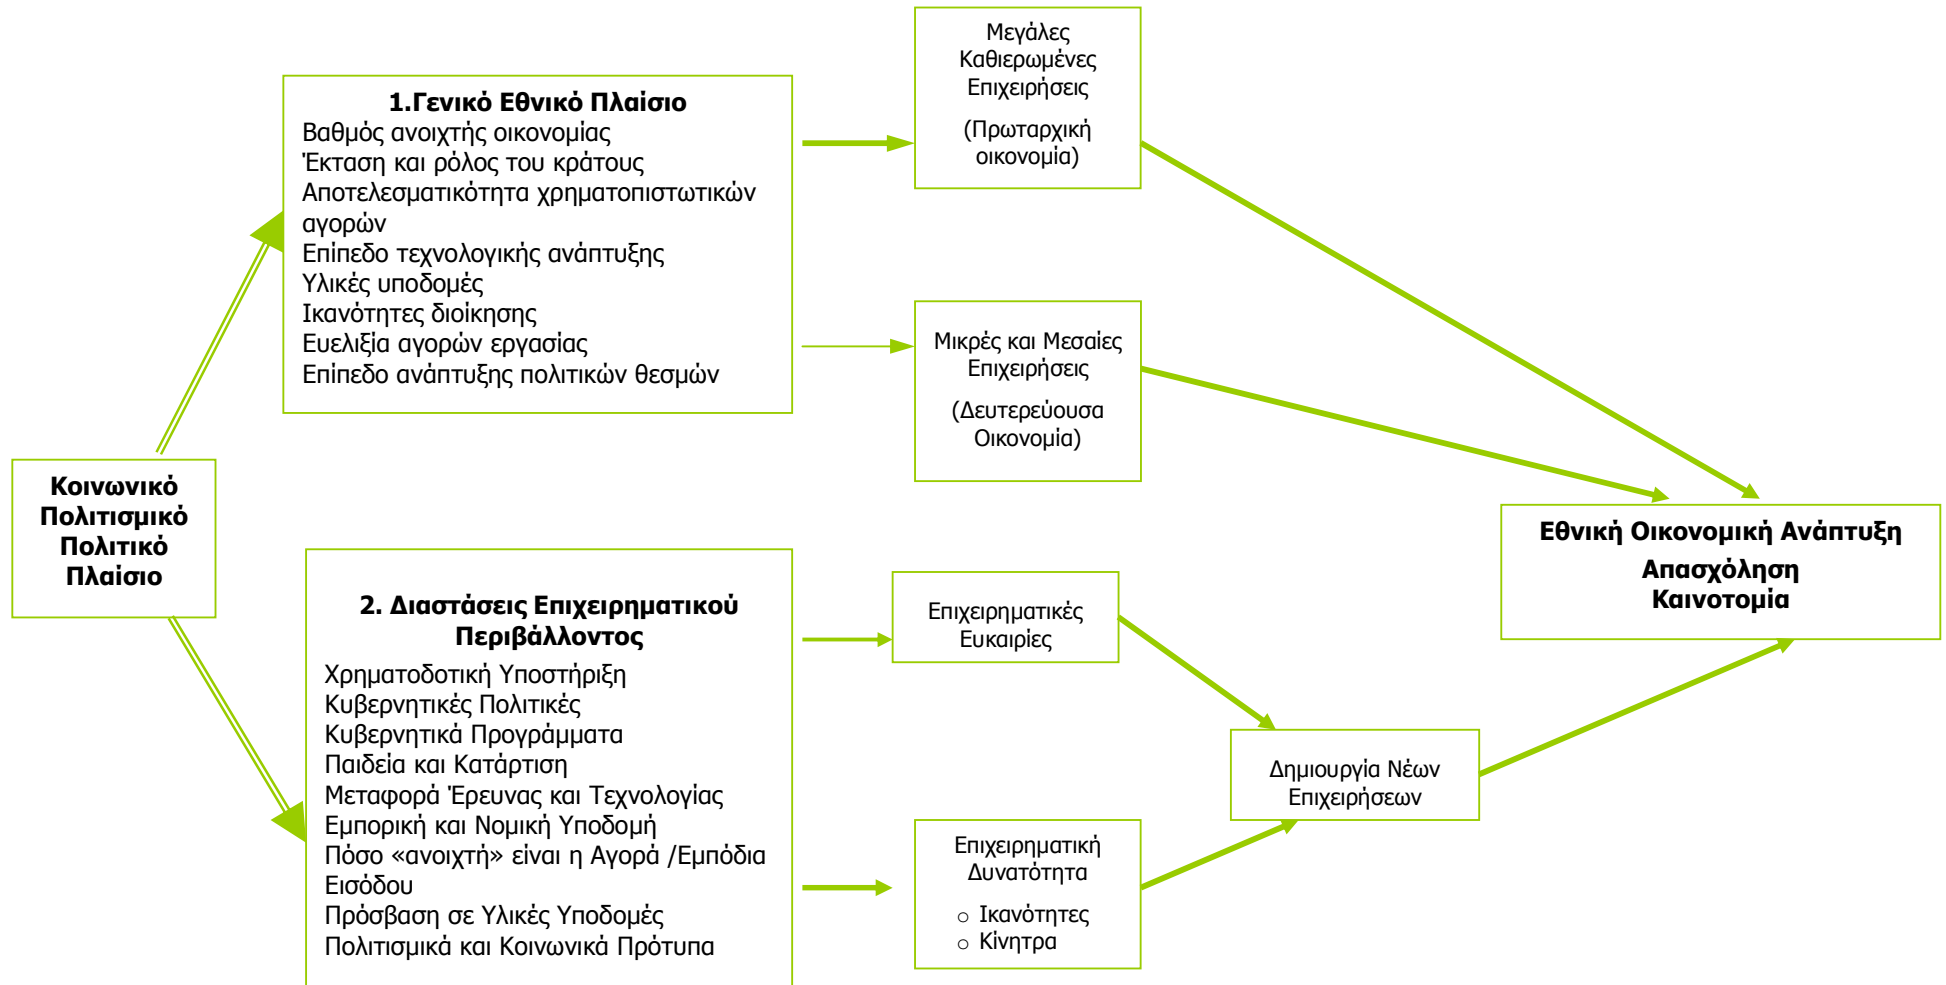 Κοινωνικό
Πολιτισμικό
Πολιτικό
Πλαίσιο
1.Γενικό Εθνικό Πλαίσιο
Βαθμός ανοιχτής οικονομίας
Έκταση και ρόλος του κράτους
Αποτελεσματικότητα χρηματοπιστωτικών
αγορών
Επίπεδο τεχνολογικής ανάπτυξης
Υλικές υποδομές
Ικανότητες διοίκησης
Ευελιξία αγορών εργασίας
Επίπεδο ανάπτυξης πολιτικών θεσμών
2. Διαστάσεις Επιχειρηματικού
Περιβάλλοντος
Χρηματοδοτική Υποστήριξη
Κυβερνητικές Πολιτικές
Κυβερνητικά Προγράμματα
Παιδεία και Κατάρτιση
Μεταφορά Έρευνας και Τεχνολογίας
Εμπορική και Νομική Υποδομή
Πόσο «ανοιχτή» είναι η Αγορά /Εμπόδια
Εισόδου
Πρόσβαση σε Υλικές Υποδομές
Πολιτισμικά και Κοινωνικά Πρότυπα
Μεγάλες
Καθιερωμένες
Επιχειρήσεις
(Πρωταρχική
οικονομία)
Μικρές και Μεσαίες
Επιχειρήσεις
(Δευτερεύουσα
Οικονομία)
Επιχειρηματικές
Ευκαιρίες
Επιχειρηματική
Δυνατότητα
o Ικανότητες
o Κίνητρα
Δημιουργία Νέων
Επιχειρήσεων
Εθνική Οικονομική Ανάπτυξη
Απασχόληση
Καινοτομία